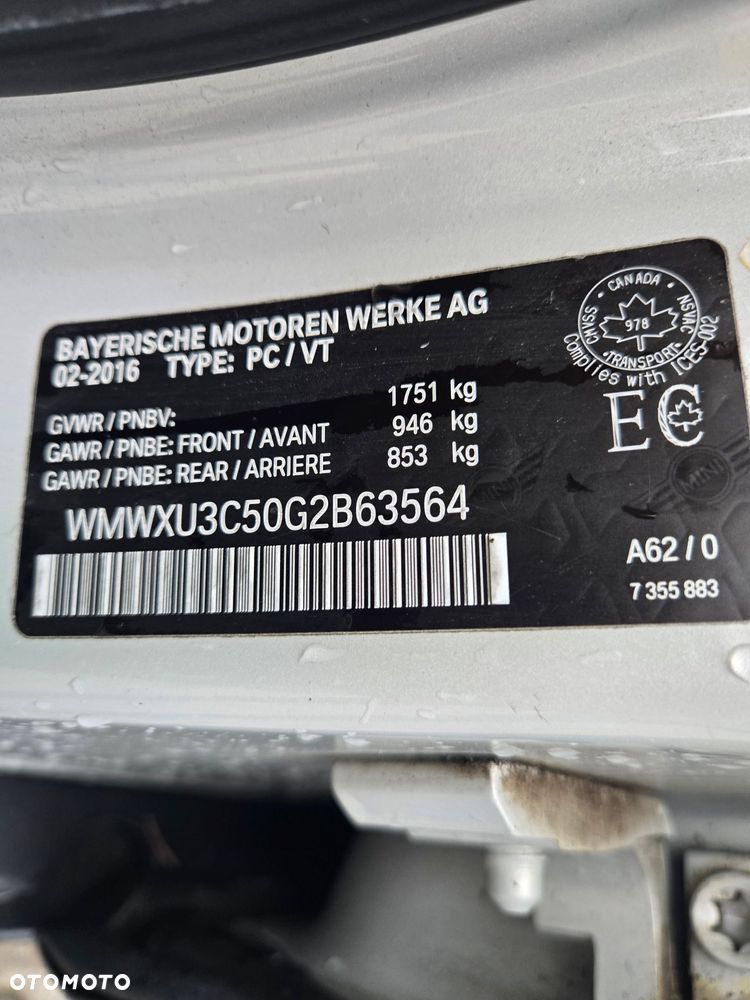 BAYERISCHE MOTOREN WERKE AG
02-2016 TYPE: PC / VT
GVWR / PNBV: 1751 kg
GAWR / PNBE: FRONT / AVANT 946 kg
GAWR / PNBE: REAR / ARRIERE 853 kg
WMWXU3C50G2B63564
CANADA
CMVSS
NSVAC
978
TRANSPORT
Complies with ICES-002
EC
MINI
A62 / 0
7 355 883
OTOMOTO